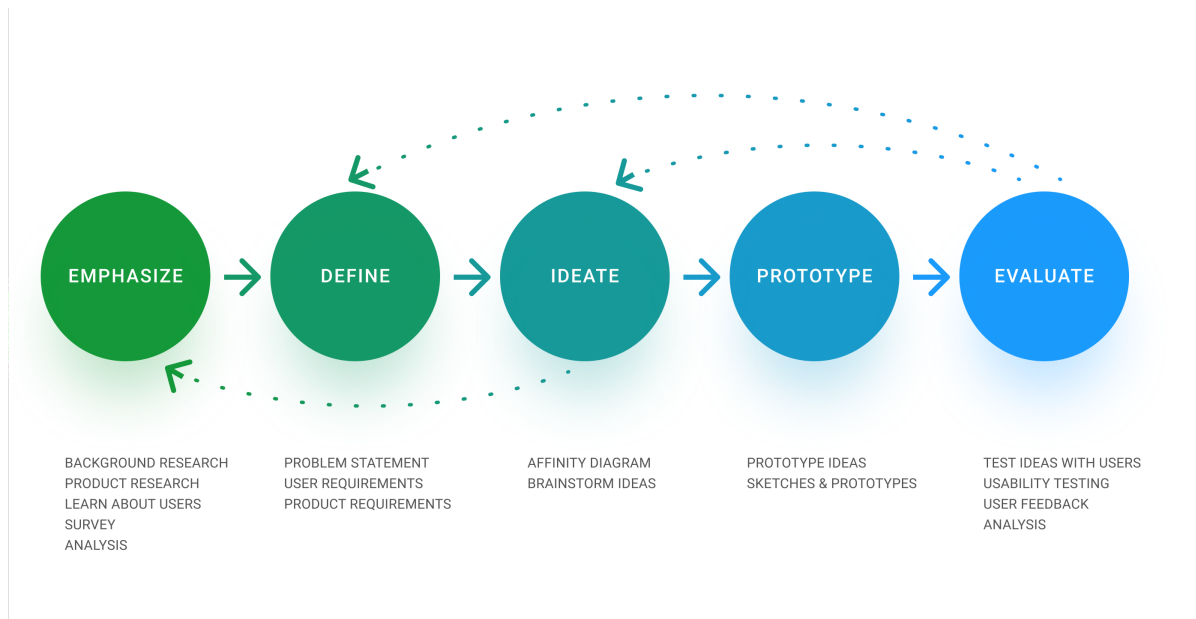 EMPHASIZE
DEFINE
IDEATE
PROTOTYPE
EVALUATE
BACKGROUND RESEARCH
PRODUCT RESEARCH
LEARN ABOUT USERS
SURVEY
ANALYSIS
PROBLEM STATEMENT
USER REQUIREMENTS
PRODUCT REQUIREMENTS
AFFINITY DIAGRAM
BRAINSTORM IDEAS
PROTOTYPE IDEAS
SKETCHES & PROTOTYPES
TEST IDEAS WITH USERS
USABILITY TESTING
USER FEEDBACK
ANALYSIS